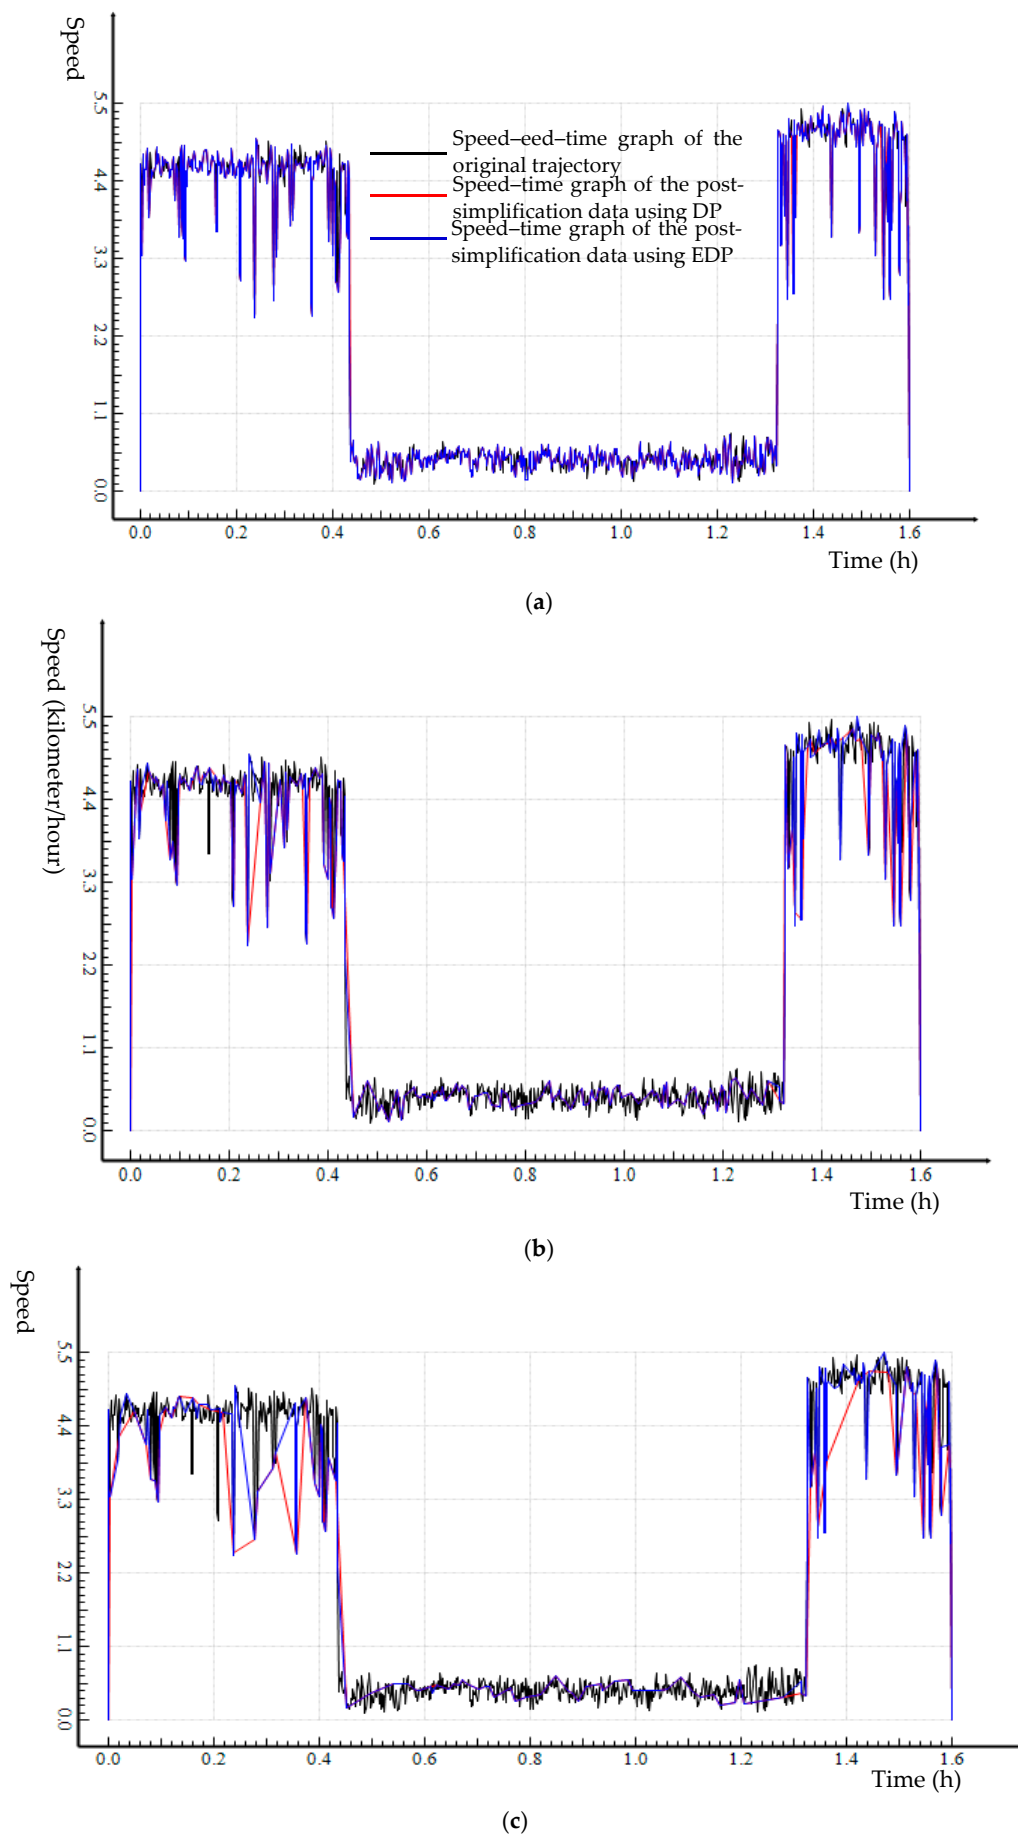 Speed
5.5
4.4
3.3
2.2
1.1
0.0
Speed–eed–time graph of the
original trajectory
Speed–time graph of the post-
simplification data using DP
Speed–time graph of the post-
simplification data using EDP
0.0 0.2 0.4 0.6 0.8 1.0 1.2 1.4 1.6
Time (h)
(a)
Speed (kilometer/hour)
5.5
4.4
3.3
2.2
1.1
0.0
0.0 0.2 0.4 0.6 0.8 1.0 1.2 1.4 1.6
Time (h)
(b)
Speed
5.5
4.4
3.3
2.2
1.1
0.0
0.0 0.2 0.4 0.6 0.8 1.0 1.2 1.4 1.6
Time (h)
(c)